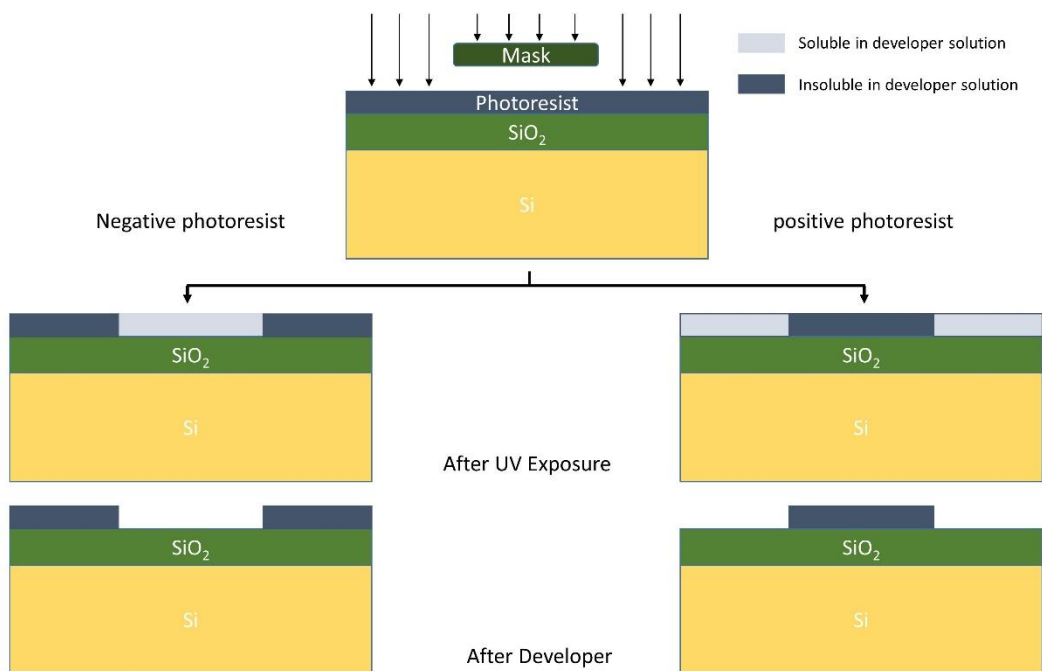 Mask
Soluble in developer solution
Photoresist
Insoluble in developer solution
SiO₂
Si
Negative photoresist
positive photoresist
SiO₂
SiO₂
Si
Si
After UV Exposure
SiO₂
SiO₂
Si
Si
After Developer